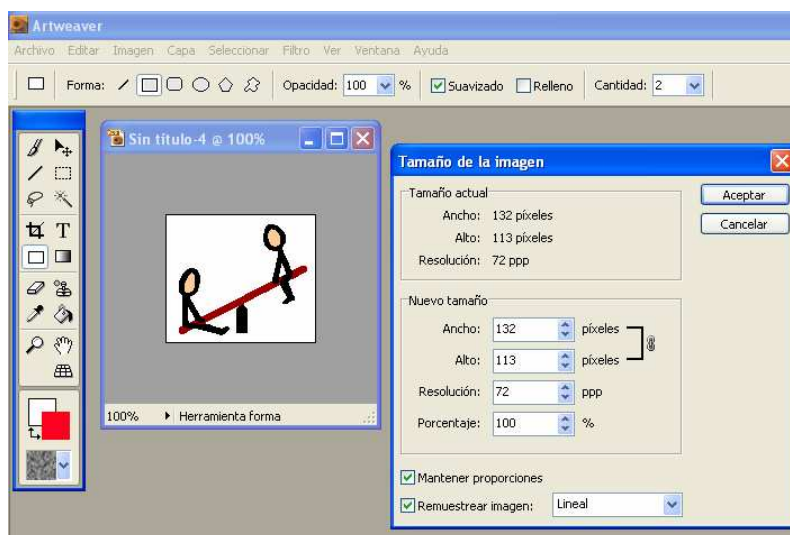 Artweaver
Archivo Editar Imagen Capa Seleccionar Filtro Ver Ventana Ayuda
Forma: Opacidad: 100 % Suavizado Relleno Cantidad: 2
Sin título-4 @ 100%
100% Herramienta forma
Tamaño de la imagen
Tamaño actual
Ancho: 132 píxeles
Alto: 113 píxeles
Resolución: 72 ppp
Aceptar
Cancelar
Nuevo tamaño
Ancho: 132 píxeles
Alto: 113 píxeles
Resolución: 72 ppp
Porcentaje: 100 %
Mantener proporciones
Remuestrear imagen: Lineal